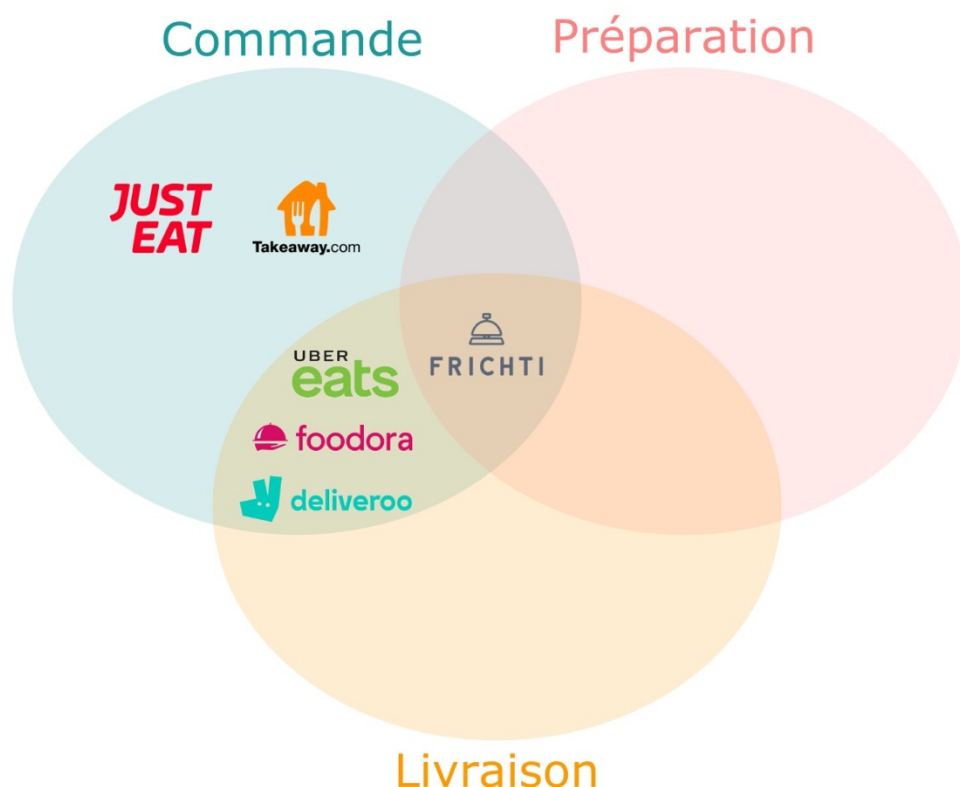 Commande
Préparation
JUST
EAT
Takeaway.com
UBER
eats
FRICHTI
foodora
deliveroo
Livraison